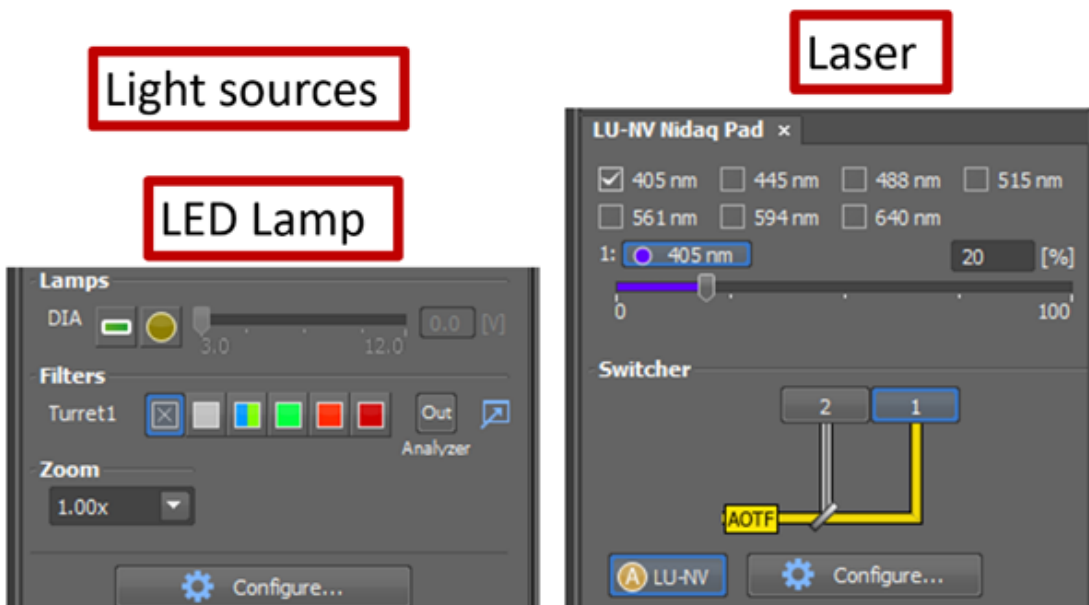 Light sources
LED Lamp
Lamps
DIA
3.0 12.0 0.0 [V]
Filters
Turret1 Out
Analyzer
Zoom
1.00x
Configure...
Laser
LU-NV Nidaq Pad ×
405 nm 445 nm 488 nm 515 nm
561 nm 594 nm 640 nm
1: 405 nm 20 [%]
0 100
Switcher
2 1
AOTF
A LU-NV Configure...